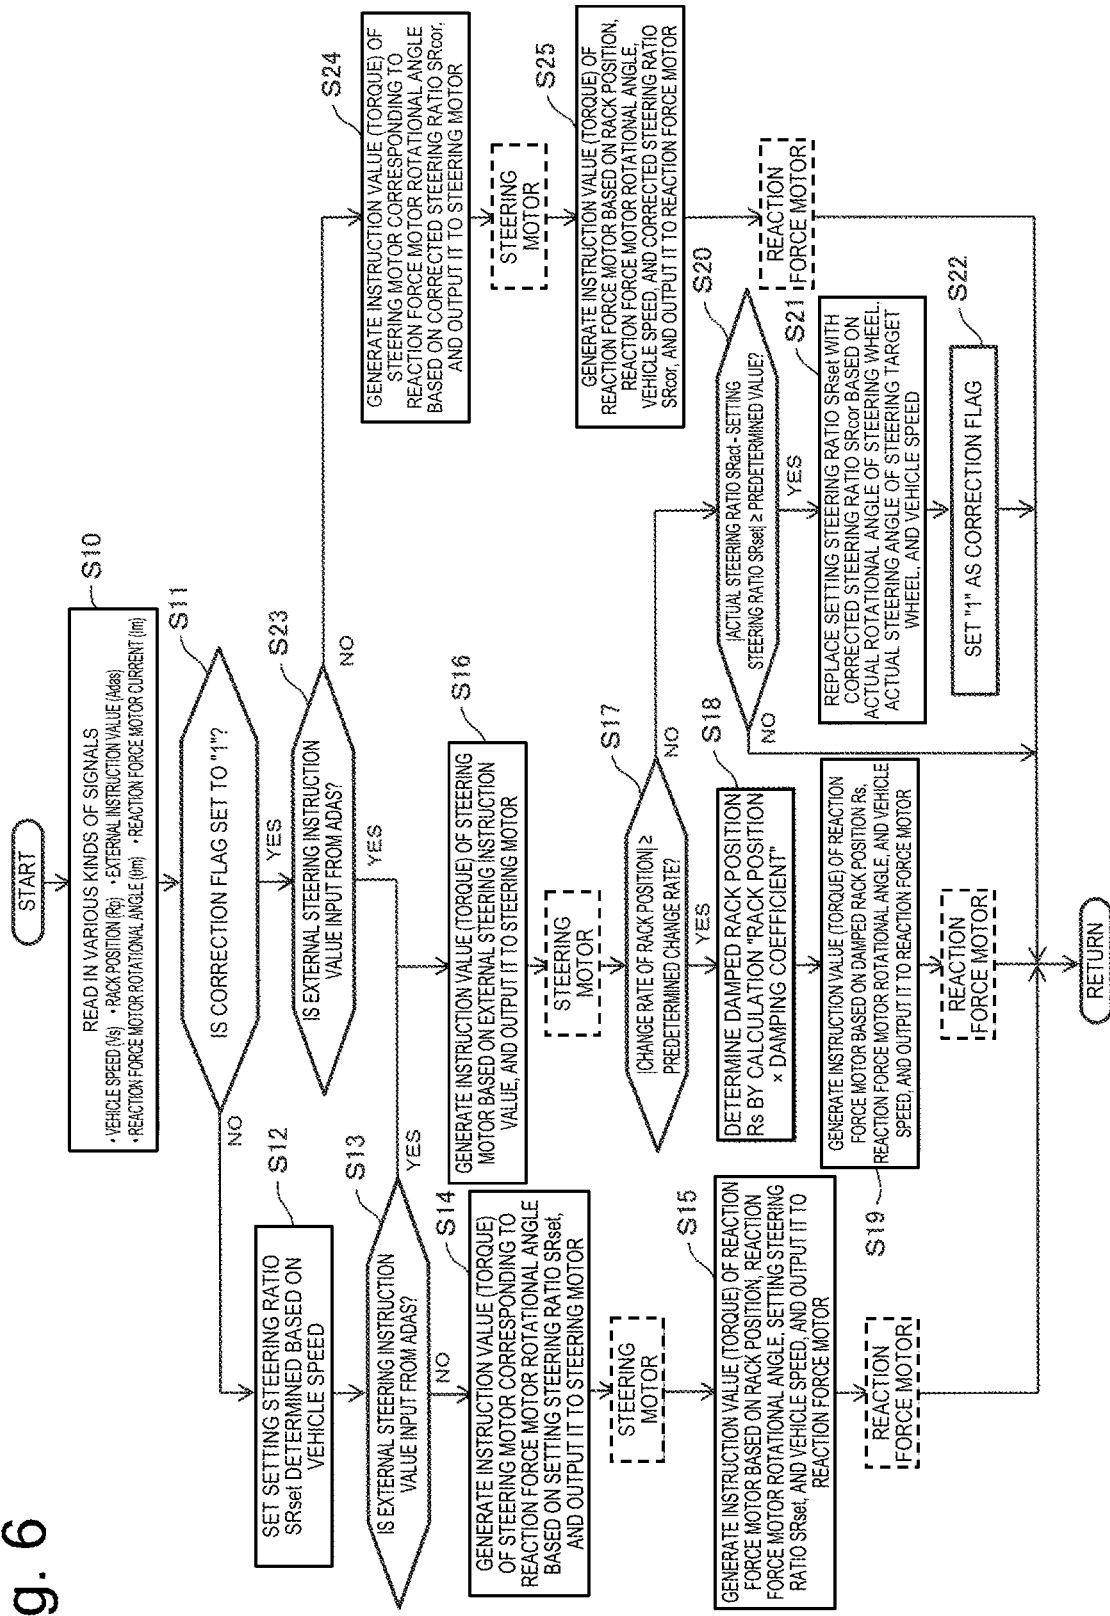 g. 6
START
READ IN VARIOUS KINDS OF SIGNALS
・VEHICLE SPEED (Vs) ・RACK POSITION (Rp) ・EXTERNAL INSTRUCTION VALUE (Adas)
・REACTION FORCE MOTOR ROTATIONAL ANGLE (θm) ・REACTION FORCE MOTOR CURRENT (Im)
S10
IS CORRECTION FLAG SET TO "1"?
S11
NO
YES
SET SETTING STEERING RATIO
SRset DETERMINED BASED ON
VEHICLE SPEED
S12
IS EXTERNAL STEERING INSTRUCTION
VALUE INPUT FROM ADAS?
S13
YES
NO
GENERATE INSTRUCTION VALUE (TORQUE)
OF STEERING MOTOR CORRESPONDING TO
REACTION FORCE MOTOR ROTATIONAL ANGLE
BASED ON SETTING STEERING RATIO SRset,
AND OUTPUT IT TO STEERING MOTOR
S14
STEERING
MOTOR
GENERATE INSTRUCTION VALUE (TORQUE) OF REACTION
FORCE MOTOR BASED ON RACK POSITION, REACTION
FORCE MOTOR ROTATIONAL ANGLE, SETTING STEERING
RATIO SRset, AND VEHICLE SPEED, AND OUTPUT IT TO
REACTION FORCE MOTOR
S15
REACTION
FORCE MOTOR
IS EXTERNAL STEERING INSTRUCTION
VALUE INPUT FROM ADAS?
S23
NO
YES
GENERATE INSTRUCTION VALUE (TORQUE) OF STEERING
MOTOR BASED ON EXTERNAL STEERING INSTRUCTION
VALUE, AND OUTPUT IT TO STEERING MOTOR
S16
STEERING
MOTOR
|CHANGE RATE OF RACK POSITION| ≥
PREDETERMINED CHANGE RATE?
S17
NO
YES
DETERMINE DAMPED RACK POSITION
Rs BY CALCULATION "RACK POSITION
× DAMPING COEFFICIENT"
S18
GENERATE INSTRUCTION VALUE (TORQUE) OF REACTION
FORCE MOTOR BASED ON DAMPED RACK POSITION Rs,
REACTION FORCE MOTOR ROTATIONAL ANGLE, AND VEHICLE
SPEED, AND OUTPUT IT TO REACTION FORCE MOTOR
S19
REACTION
FORCE MOTOR
|ACTUAL STEERING RATIO SRact - SETTING
STEERING RATIO SRset| ≥ PREDETERMINED VALUE?
S20
NO
YES
REPLACE SETTING STEERING RATIO SRset WITH
CORRECTED STEERING RATIO SRcor BASED ON
ACTUAL ROTATIONAL ANGLE OF STEERING WHEEL,
ACTUAL STEERING ANGLE OF STEERING TARGET
WHEEL, AND VEHICLE SPEED
S21
SET "1" AS CORRECTION FLAG
S22
GENERATE INSTRUCTION VALUE (TORQUE) OF
STEERING MOTOR CORRESPONDING TO
REACTION FORCE MOTOR ROTATIONAL ANGLE
BASED ON CORRECTED STEERING RATIO SRcor,
AND OUTPUT IT TO STEERING MOTOR
S24
STEERING
MOTOR
GENERATE INSTRUCTION VALUE (TORQUE) OF
REACTION FORCE MOTOR BASED ON RACK POSITION,
REACTION FORCE MOTOR ROTATIONAL ANGLE,
VEHICLE SPEED, AND CORRECTED STEERING RATIO
SRcor, AND OUTPUT IT TO REACTION FORCE MOTOR
S25
REACTION
FORCE MOTOR
RETURN